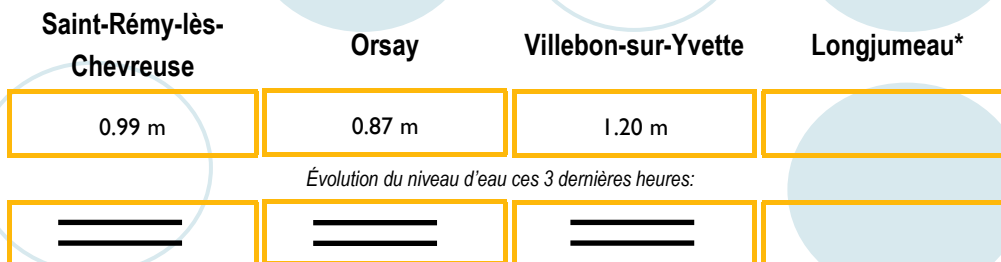 Saint-Rémy-lès-
Chevreuse
Orsay
Villebon-sur-Yvette
Longjumeau*
0.99 m
0.87 m
1.20 m
Évolution du niveau d'eau ces 3 dernières heures: